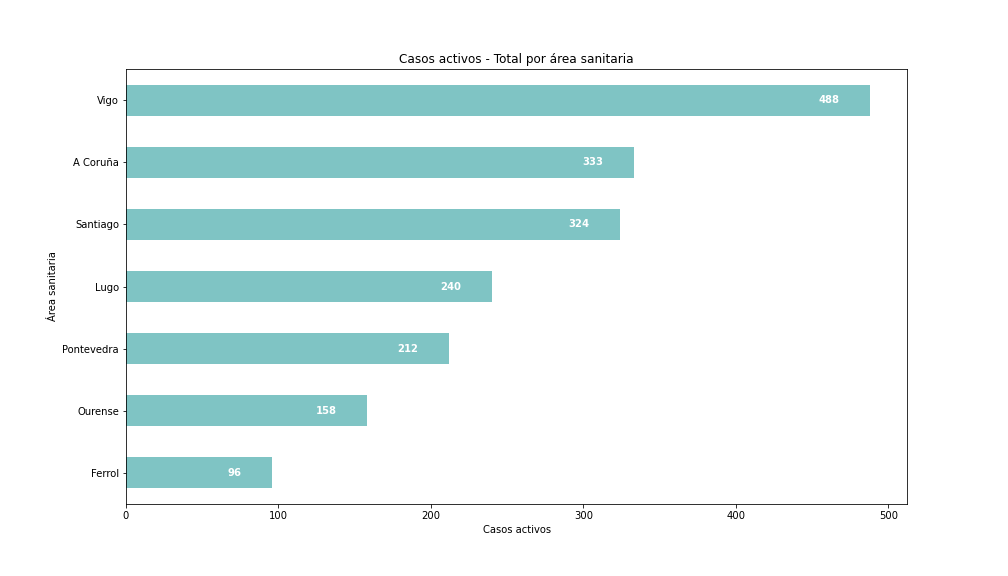 Casos activos - Total por área sanitaria
Vigo
488
A Coruña
333
Santiago
324
Lugo
240
Pontevedra
212
Ourense
158
Ferrol
96
Área sanitaria
0 100 200 300 400 500
Casos activos